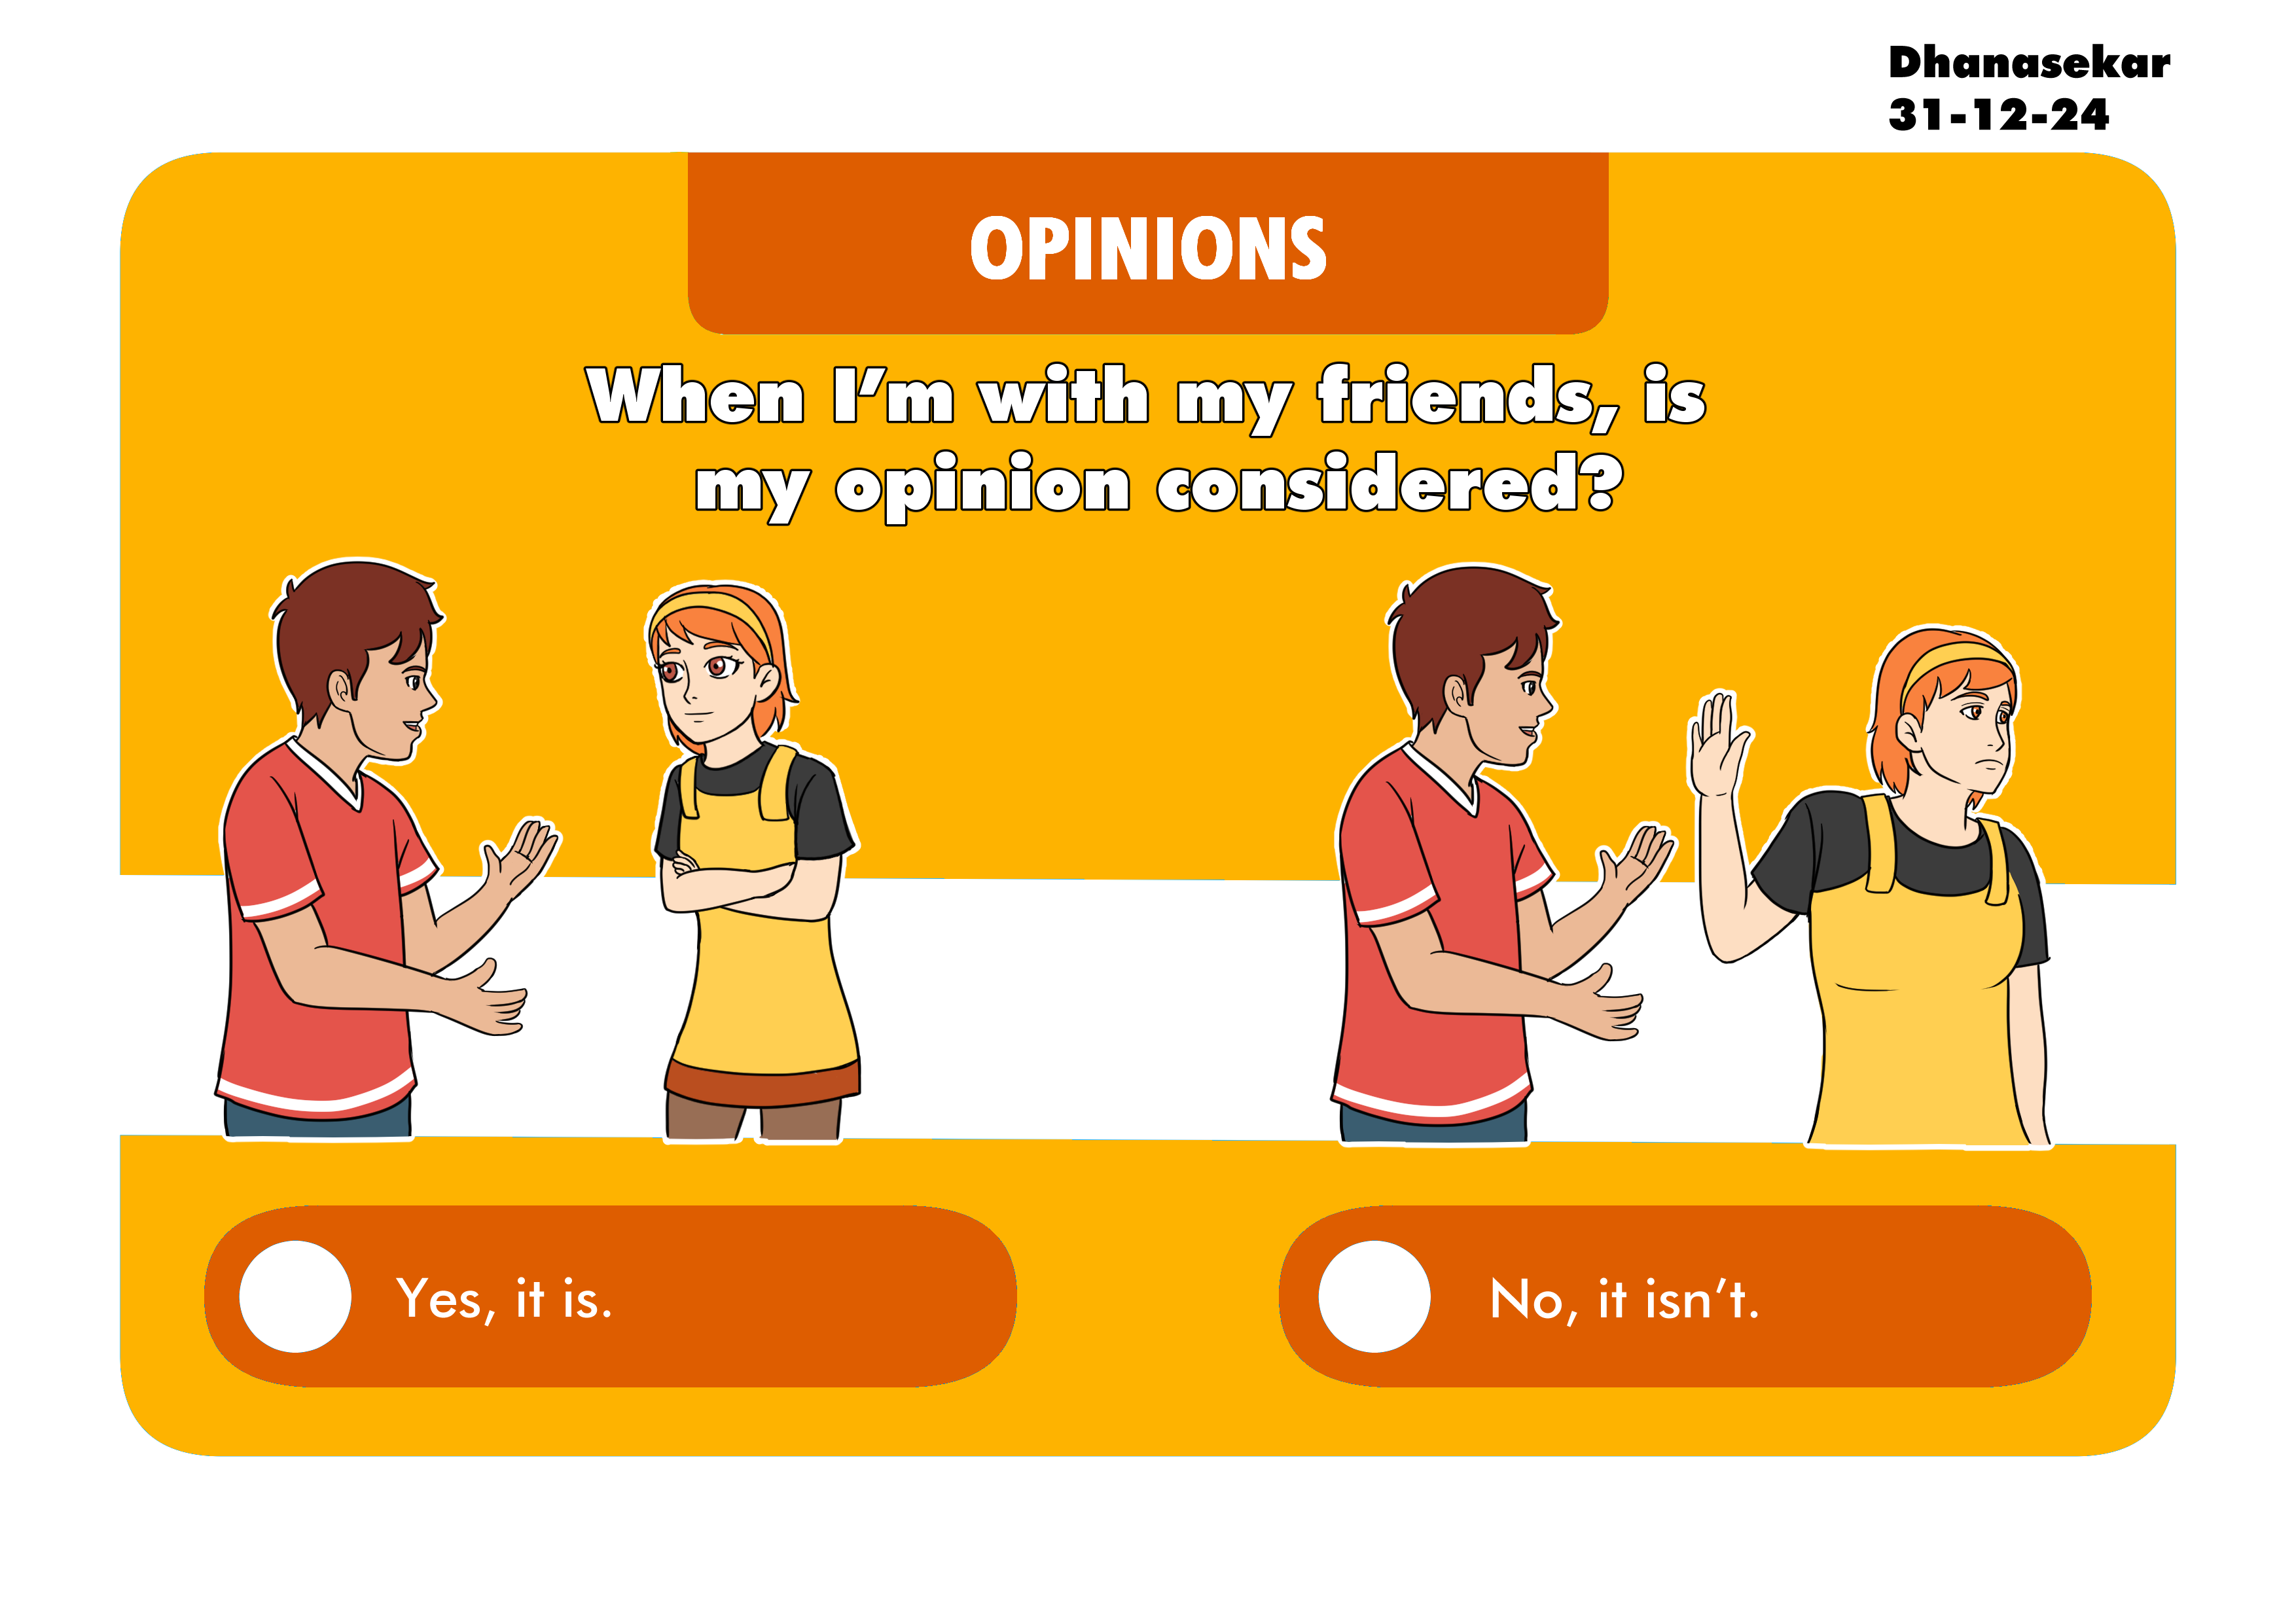 Dhanasekar
31-12-24
OPINIONS
When I’m with my friends, is
my opinion considered?
Yes, it is.
No, it isn’t.